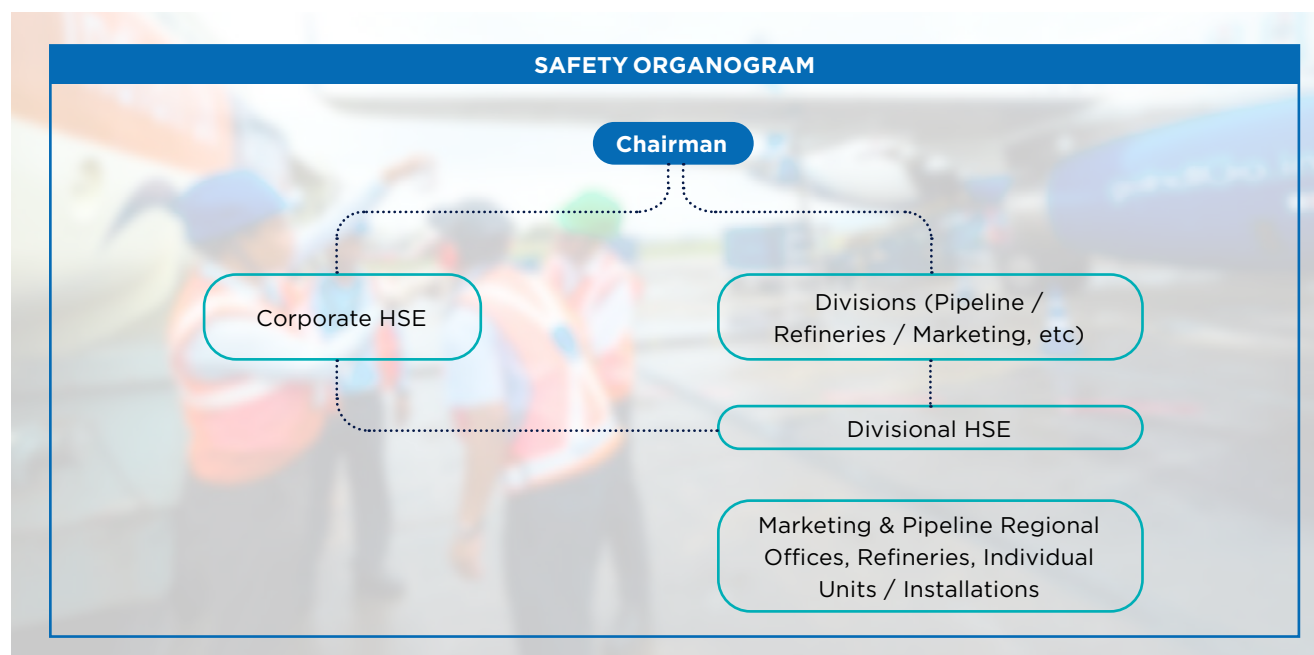 SAFETY ORGANOGRAM
Chairman
Corporate HSE
Divisions (Pipeline /
Refineries / Marketing, etc)
Divisional HSE
Marketing & Pipeline Regional
Offices, Refineries, Individual
Units / Installations